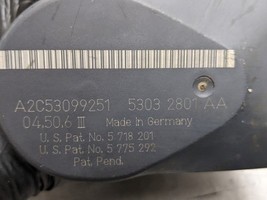 A2C53099251 5303 2801 AA
04.50.6 III Made in Germany
U.S. Pat. No. 5 718 201
U.S. Pat. No. 5 775 292
Pat. Pend.